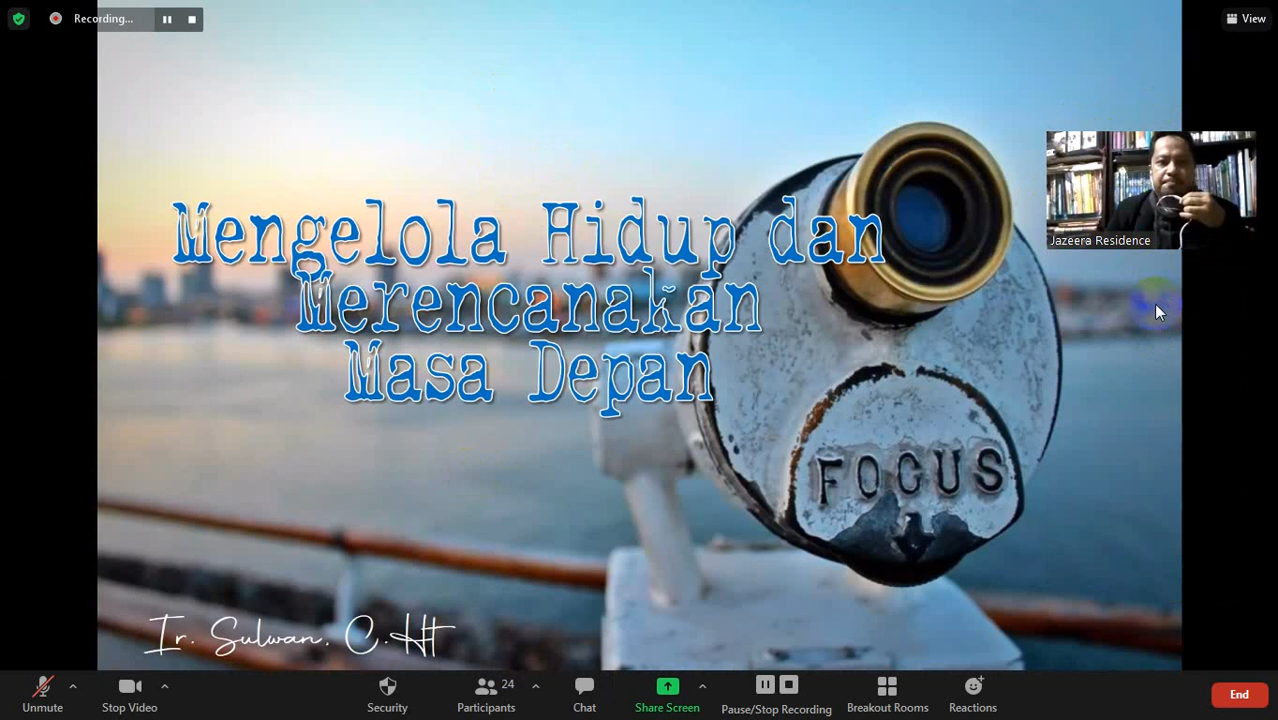 Recording...
View
Mengelola Hidup dan
Merencanakan
Masa Depan
Jazeera Residence
FOCUS
Ir. Sulwan. C.Ht
Unmute
Stop Video
Security
Participants
24
Chat
Share Screen
Pause/Stop Recording
Breakout Rooms
Reactions
End